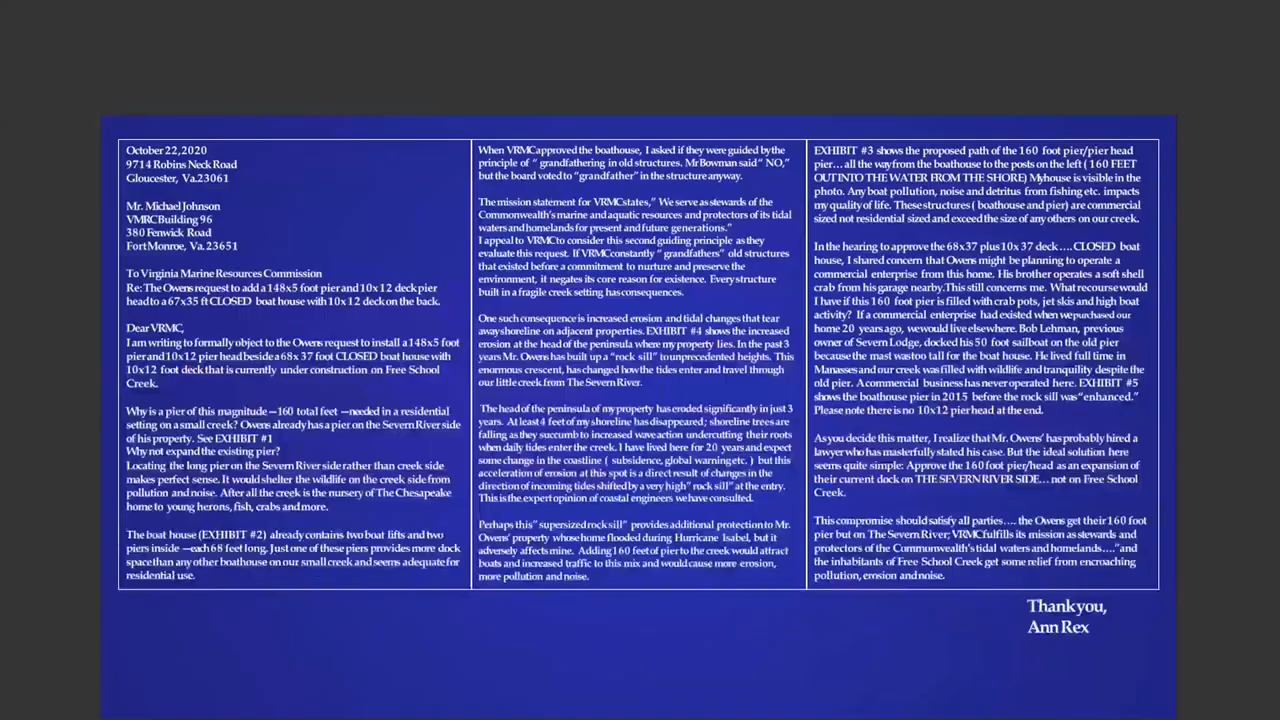 October 22, 2020
9714 Robins Neck Road
Gloucester, Va.23061
Mr. Michael Johnson
VMRC Building 96
380 Fenwick Road
Fort Monroe, Va. 23651
To Virginia Marine Resources Commission
Re: The Owens request to add a 148x5 foot pier and 10x12 deck pier
head to a 67x35 ft CLOSED boat house with 10x12 deck on the back.
Dear VRMC,
I am writing to formally object to the Owens request to install a 148x5 foot
pier and 10x12 pier head beside a 68x 37 foot CLOSED boat house with
10x12 foot deck that is currently under construction on Free School
Creek.
Why is a pier of this magnitude —160 total feet —needed in a residential
setting on a small creek? Owens already has a pier on the Severn River side
of his property. See EXHIBIT #1
Why not expand the existing pier?
Locating the long pier on the Severn River side rather than creek side
makes perfect sense. It would shelter the wildlife on the creek side from
pollution and noise. After all the creek is the nursery of The Chesapeake
home to young herons, fish, crabs and more.
The boat house (EXHIBIT #2) already contains two boat lifts and two
piers inside —each 68 feet long. Just one of these piers provides more dock
space than any other boathouse on our small creek and seems adequate for
residential use.
When VRMC approved the boathouse, I asked if they were guided by the
principle of " grandfathering in old structures. Mr Bowman said " NO,"
but the board voted to "grandfather" in the structure anyway.
The mission statement for VRMC states," We serve as stewards of the
Commonwealth's marine and aquatic resources and protectors of its tidal
waters and homelands for present and future generations."
I appeal to VRMC to consider this second guiding principle as they
evaluate this request. If VRMC constantly " grandfathers" old structures
that existed before a commitment to nurture and preserve the
environment, it negates its core reason for existence. Every structure
built in a fragile creek setting has consequences.
One such consequence is increased erosion and tidal changes that tear
away shoreline on adjacent properties. EXHIBIT #4 shows the increased
erosion at the head of the peninsula where my property lies. In the past 3
years Mr. Owens has built up a "rock sill" to unprecedented heights. This
enormous crescent, has changed how the tides enter and travel through
our little creek from The Severn River.
The head of the peninsula of my property has eroded significantly in just 3
years. At least 4 feet of my shoreline has disappeared; shoreline trees are
falling as they succumb to increased wave action undercutting their roots
when daily tides enter the creek. I have lived here for 20 years and expect
some change in the coastline ( subsidence, global warning etc. ) but this
acceleration of erosion at this spot is a direct result of changes in the
direction of incoming tides shifted by a very high" rock sill" at the entry.
This is the expert opinion of coastal engineers we have consulted.
Perhaps this" supersized rock sill" provides additional protection to Mr.
Owens' property whose home flooded during Hurricane Isabel, but it
adversely affects mine. Adding 160 feet of pier to the creek would attract
boats and increased traffic to this mix and would cause more erosion,
more pollution and noise.
EXHIBIT #3 shows the proposed path of the 160 foot pier/pier head
pier… all the way from the boathouse to the posts on the left ( 160 FEET
OUT INTO THE WATER FROM THE SHORE) My house is visible in the
photo. Any boat pollution, noise and detritus from fishing etc. impacts
my quality of life. These structures ( boathouse and pier) are commercial
sized not residential sized and exceed the size of any others on our creek.
In the hearing to approve the 68x37 plus 10x 37 deck …. CLOSED boat
house, I shared concern that Owens might be planning to operate a
commercial enterprise from this home. His brother operates a soft shell
crab from his garage nearby. This still concerns me. What recourse would
I have if this 160 foot pier is filled with crab pots, jet skis and high boat
activity? If a commercial enterprise had existed when we purchased our
home 20 years ago, we would live elsewhere. Bob Lehman, previous
owner of Severn Lodge, docked his 50 foot sailboat on the old pier
because the mast was too tall for the boat house. He lived full time in
Manasses and our creek was filled with wildlife and tranquility despite the
old pier. A commercial business has never operated here. EXHIBIT #5
shows the boathouse pier in 2015 before the rock sill was "enhanced."
Please note there is no 10x12 pier head at the end.
As you decide this matter, I realize that Mr. Owens' has probably hired a
lawyer who has masterfully stated his case. But the ideal solution here
seems quite simple: Approve the 160 foot pier/head as an expansion of
their current dock on THE SEVERN RIVER SIDE… not on Free School
Creek.
This compromise should satisfy all parties…. the Owens get their 160 foot
pier but on The Severn River; VRMC fulfills its mission as stewards and
protectors of the Commonwealth's tidal waters and homelands…."and
the inhabitants of Free School Creek get some relief from encroaching
pollution, erosion and noise.
Thank you,
Ann Rex